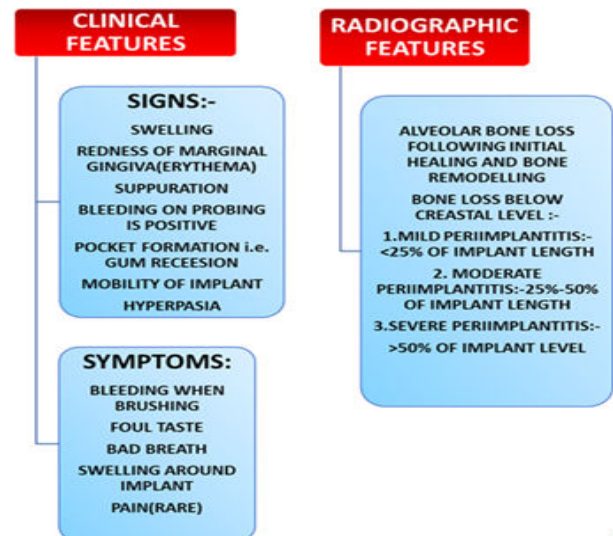 CLINICAL
FEATURES
SIGNS:-
SWELLING
REDNESS OF MARGINAL
GINGIVA(ERYTHEMA)
SUPPURATION
BLEEDING ON PROBING
IS POSITIVE
POCKET FORMATION i.e.
GUM RECEESION
MOBILITY OF IMPLANT
HYPERPASIA
SYMPTOMS:
BLEEDING WHEN
BRUSHING
FOUL TASTE
BAD BREATH
SWELLING AROUND
IMPLANT
PAIN(RARE)
RADIOGRAPHIC
FEATURES
ALVEOLAR BONE LOSS
FOLLOWING INITIAL
HEALING AND BONE
REMODELLING
BONE LOSS BELOW
CREASTAL LEVEL :-
1.MILD PERIIMPLANTITIS:-
<25% OF IMPLANT LENGTH
2. MODERATE
PERIIMPLANTITIS:-25%-50%
OF IMPLANT LENGTH
3.SEVERE PERIIMPLANTITIS:-
>50% OF IMPLANT LEVEL